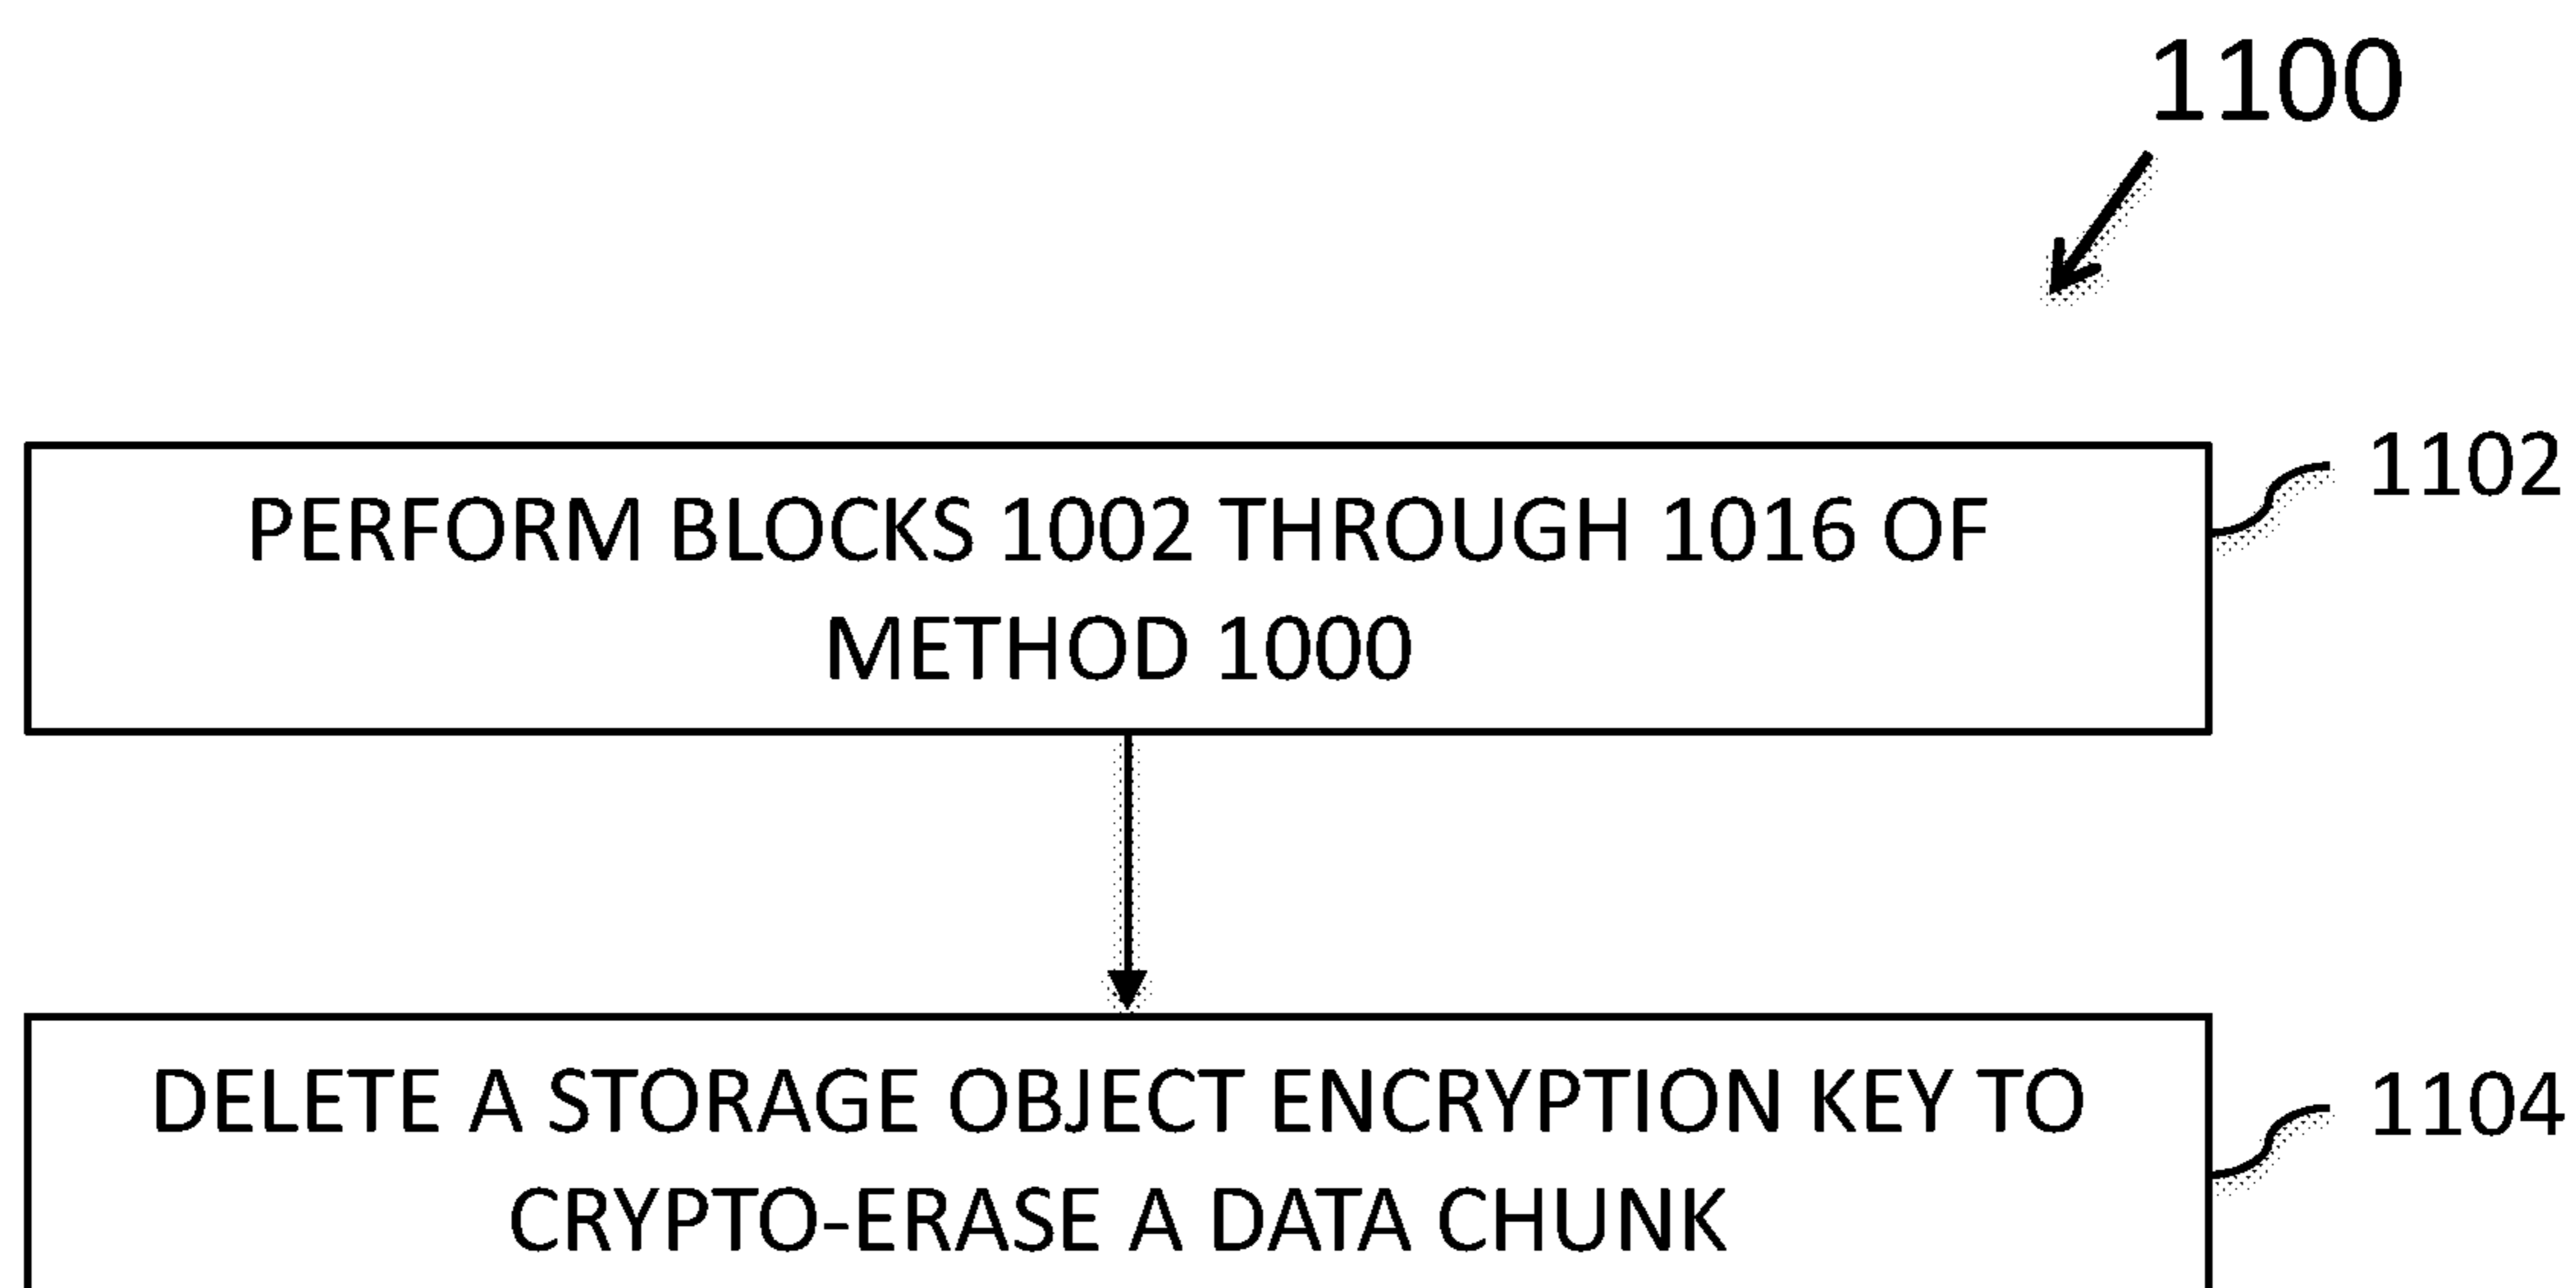 1100
PERFORM BLOCKS 1002 THROUGH 1016 OF
METHOD 1000
1102
DELETE A STORAGE OBJECT ENCRYPTION KEY TO
CRYPTO-ERASE A DATA CHUNK
1104